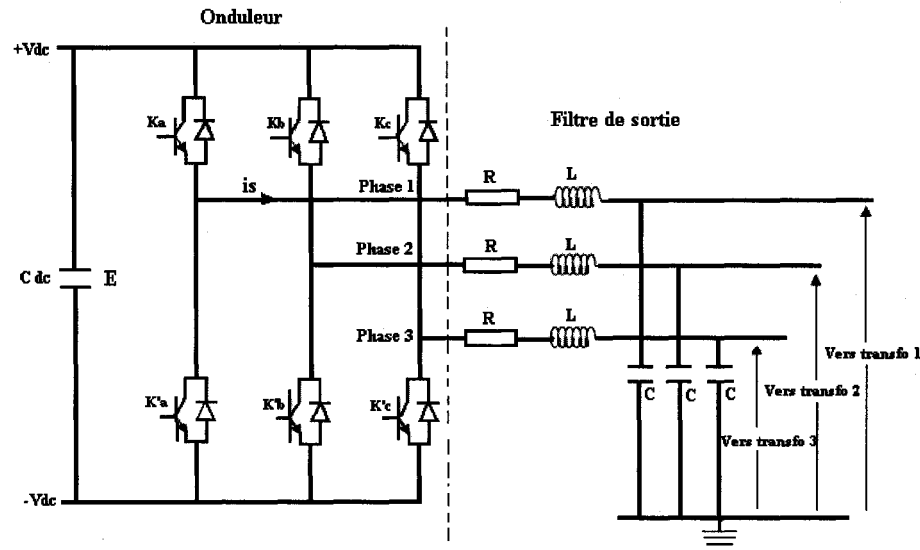 Onduleur
+Vdc
Ka
Kb
Kc
Filtre de sortie
is
Phase 1
R
L
Phase 2
R
L
C dc
E
Phase 3
R
L
Vers transfo 1
K'a
K'b
K'c
C
C
C
Vers transfo 2
Vers transfo 3
-Vdc